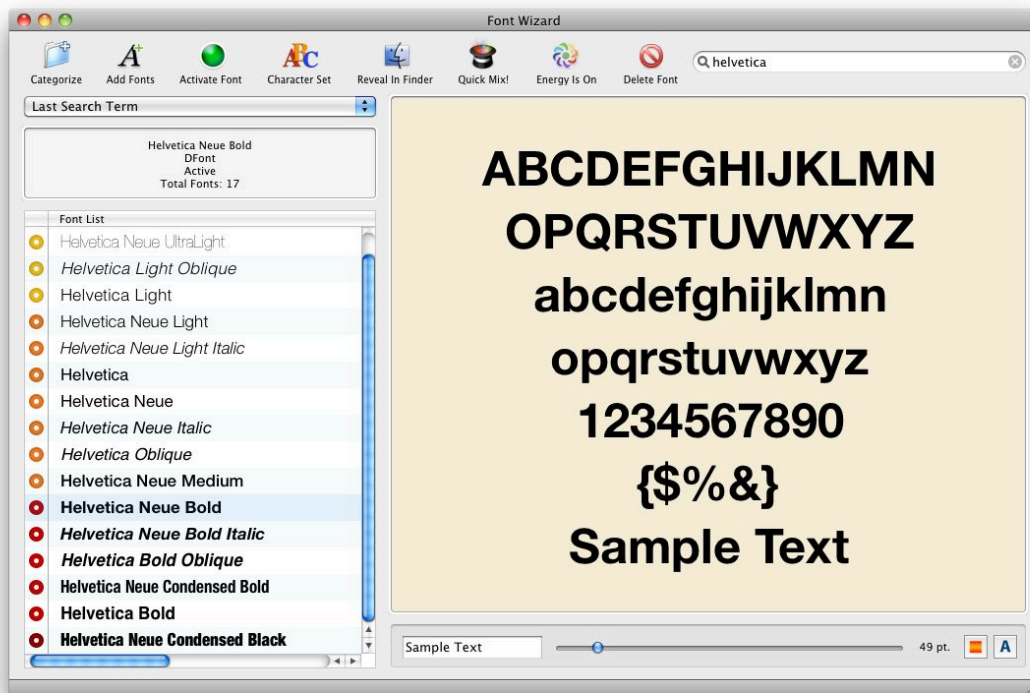 Font Wizard
Categorize
Add Fonts
Activate Font
Character Set
Reveal In Finder
Quick Mix!
Energy Is On
Delete Font
helvetica
Last Search Term
Helvetica Neue Bold
DFont
Active
Total Fonts: 17
Font List
Helvetica Neue UltraLight
Helvetica Light Oblique
Helvetica Light
Helvetica Neue Light
Helvetica Neue Light Italic
Helvetica
Helvetica Neue
Helvetica Neue Italic
Helvetica Oblique
Helvetica Neue Medium
Helvetica Neue Bold
Helvetica Neue Bold Italic
Helvetica Bold Oblique
Helvetica Neue Condensed Bold
Helvetica Bold
Helvetica Neue Condensed Black
ABCDEFGHIJKLMN
OPQRSTUVWXYZ
abcdefghijklmn
opqrstuvwxyz
1234567890
{$%&}
Sample Text
Sample Text
49 pt.
A